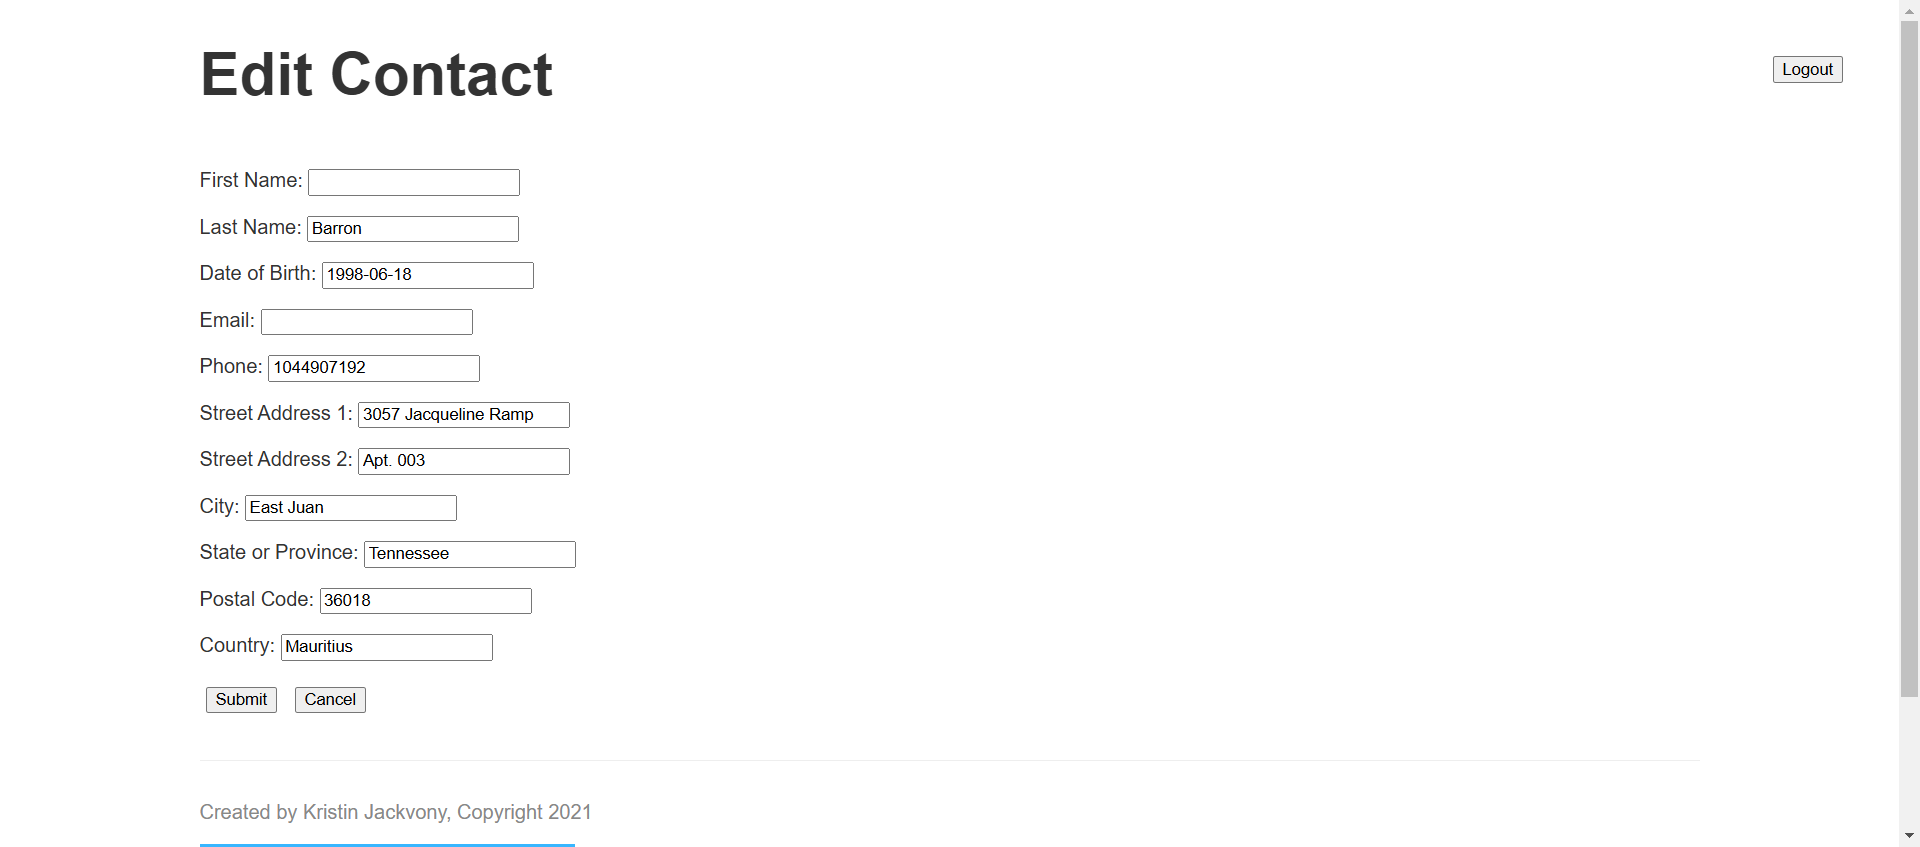 Edit Contact
Logout
First Name:
Last Name: Barron
Date of Birth: 1998-06-18
Email:
Phone: 1044907192
Street Address 1: 3057 Jacqueline Ramp
Street Address 2: Apt. 003
City: East Juan
State or Province: Tennessee
Postal Code: 36018
Country: Mauritius
Submit Cancel
Created by Kristin Jackvony, Copyright 2021